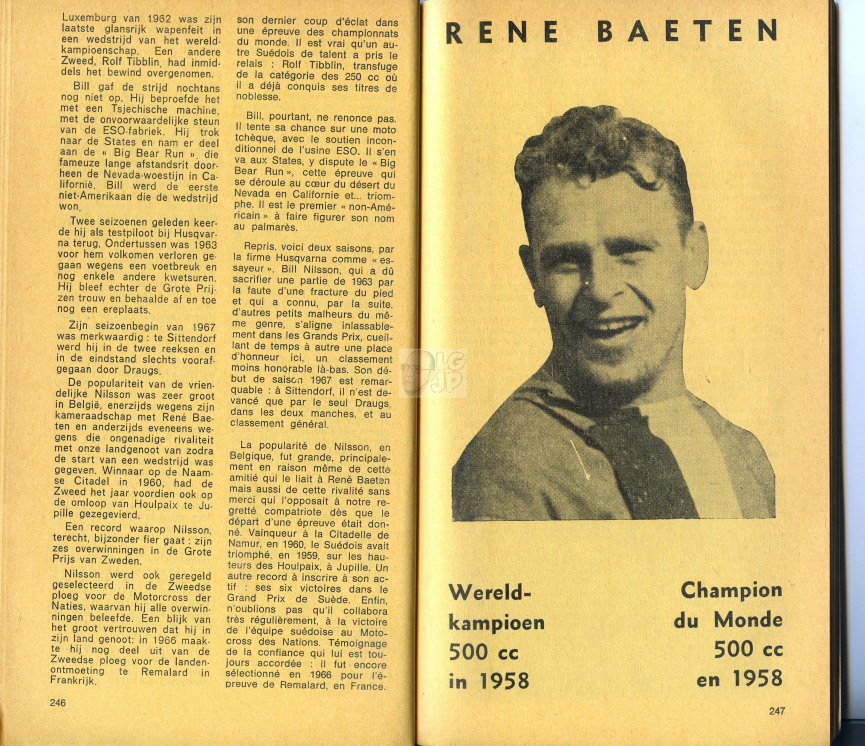 Luxemburg van 1962 was zijn
laatste glansrijk wapenfeit in
een wedstrijd van het wereld-
kampioenschap. Een andere
Zweed, Rolf Tibblin, had inmid-
dels het bewind overgenomen.
Bill gaf de strijd nochtans
nog niet op. Hij beproefde het
met een Tsjechische machine,
met de onvoorwaardelijke steun
van de ESO-fabriek. Hij trok
naar de States en nam er deel
aan de « Big Bear Run », die
fameuze lange afstandsrit door-
heen de Nevada-woestijn in Ca-
lifornië. Bill werd de eerste
niet-Amerikaan die de wedstrijd
won.
Twee seizoenen geleden keer-
de hij als testpiloot bij Husqvar-
na terug. Ondertussen was 1963
voor hem volkomen verloren ge-
gaan wegens een voetbreuk en
nog enkele andere kwetsuren.
Hij bleef echter de Grote Prij-
zen trouw en behaalde af en toe
nog een ereplaats.
Zijn seizoenbegin van 1967
was merkwaardig : te Sittendorf
werd hij in de twee reeksen en
in de eindstand slechts vooraf-
gegaan door Draugs.
De populariteit van de vrien-
delijke Nilsson was zeer groot
in België, enerzijds wegens zijn
kameraadschap met René Bae-
ten en anderzijds eveneens we-
gens die ongenadige rivaliteit
met onze landgenoot van zodra
de start van een wedstrijd was
gegeven. Winnaar op de Naam-
se Citadel in 1960, had de
Zweed het jaar voordien ook op
de omloop van Houlpaix te Ju-
pille gezegevierd.
Een record waarop Nilsson,
terecht, bijzonder fier gaat : zijn
zes overwinningen in de Grote
Prijs van Zweden.
Nilsson werd ook geregeld
geselecteerd in de Zweedse
ploeg voor de Motorcross der
Naties, waarvan hij alle overwin-
ningen beleefde. Een blijk van
het groot vertrouwen dat hij in
zijn land genoot: in 1966 maak-
te hij nog deel uit van de
Zweedse ploeg voor de landen-
ontmoeting te Remalard in
Frankrijk.
246
son dernier coup d'éclat dans
une épreuve des championnats
du monde. Il est vrai qu'un au-
tre Suédois de talent a pris le
relais : Rolf Tibblin, transfuge
de la catégorie des 250 cc où
il a déjà conquis ses titres de
noblesse.
Bill, pourtant, ne renonce pas.
Il tente sa chance sur une moto
tchèque, avec le soutien incon-
ditionnel de l'usine ESO. Il s'en
va aux States, y dispute le « Big
Bear Run », cette épreuve qui
se déroule au cœur du désert du
Nevada en Californie et... triom-
phe. Il est le premier « non-Amé-
ricain » à faire figurer son nom
au palmarès.
Repris, voici deux saisons, par
la firme Husqvarna comme « es-
sayeur », Bill Nilsson, qui a dû
sacrifier une partie de 1963 par
la faute d'une fracture du pied
et qui a connu, par la suite,
d'autres petits malheurs du mê-
me genre, s'aligne inlassable-
ment dans les Grands Prix, cueil-
lant de temps à autre une place
d'honneur ici, un classement
moins honorable là-bas. Son dé-
but de saison 1967 est remar-
quable : à Sittendorf, il n'est de-
vancé que par le seul Draugs,
dans les deux manches, et au
classement général.
La popularité de Nilsson, en
Belgique, fut grande, principale-
ment en raison même de cette
amitié qui le liait à René Baeten
mais aussi de cette rivalité sans
merci qui l'opposait à notre re-
gretté compatriote dès que le
départ d'une épreuve était don-
né. Vainqueur à la Citadelle de
Namur, en 1960, le Suédois avait
triomphé, en 1959, sur les hau-
teurs des Houlpaix, à Jupille. Un
autre record à inscrire à son ac-
tif : ses six victoires dans le
Grand Prix de Suède. Enfin,
n'oublions pas qu'il collabora
très régulièrement, à la victoire
de l'équipe suédoise au Moto-
cross des Nations. Témoignage
de la confiance qui lui est tou-
jours accordée : il fut encore
sélectionné en 1966 pour l'é-
preuve de Remalard, en France.
RENE BAETEN
Wereld-
kampioen
500 cc
in 1958
Champion
du Monde
500 cc
en 1958
247